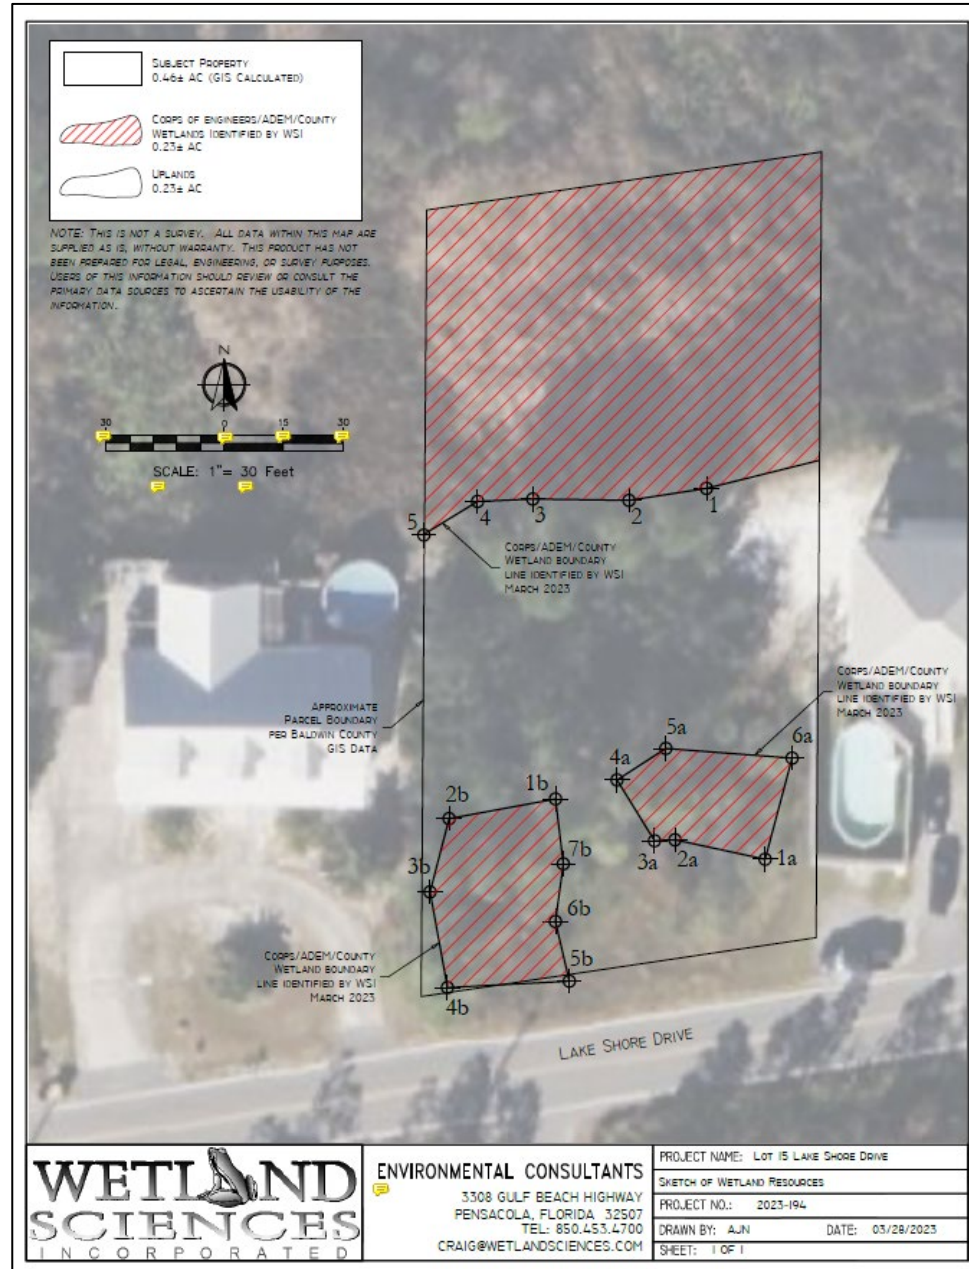 SUBJECT PROPERTY
0.46± AC (GIS CALCULATED)
CORPS OF ENGINEERS/ADEM/COUNTY
WETLANDS IDENTIFIED BY WSI
0.23± AC
UPLANDS
0.23± AC
NOTE: THIS IS NOT A SURVEY. ALL DATA WITHIN THIS MAP ARE
SUPPLIED AS IS, WITHOUT WARRANTY. THIS PRODUCT HAS NOT
BEEN PREPARED FOR LEGAL, ENGINEERING, OR SURVEY PURPOSES.
USERS OF THIS INFORMATION SHOULD REVIEW OR CONSULT THE
PRIMARY DATA SOURCES TO ASCERTAIN THE USABILITY OF THE
INFORMATION.
N
30 0 15 30
SCALE: 1"= 30 Feet
5 4 3 2 1
CORPS/ADEM/COUNTY
WETLAND BOUNDARY
LINE IDENTIFIED BY WSI
MARCH 2023
CORPS/ADEM/COUNTY
WETLAND BOUNDARY
LINE IDENTIFIED BY WSI
MARCH 2023
APPROXIMATE
PARCEL BOUNDARY
PER BALDWIN COUNTY
GIS DATA
5a
6a
4a
3a 2a 1a
2b 1b
7b
3b
6b
5b
4b
CORPS/ADEM/COUNTY
WETLAND BOUNDARY
LINE IDENTIFIED BY WSI
MARCH 2023
LAKE SHORE DRIVE
WETLAND
SCIENCES
INCORPORATED
ENVIRONMENTAL CONSULTANTS
3308 GULF BEACH HIGHWAY
PENSACOLA, FLORIDA 32507
TEL: 850.453.4700
CRAIG@WETLANDSCIENCES.COM
PROJECT NAME: LOT 15 LAKE SHORE DRIVE
SKETCH OF WETLAND RESOURCES
PROJECT NO.: 2023-194
DRAWN BY: AJN DATE: 03/28/2023
SHEET: 1 OF 1